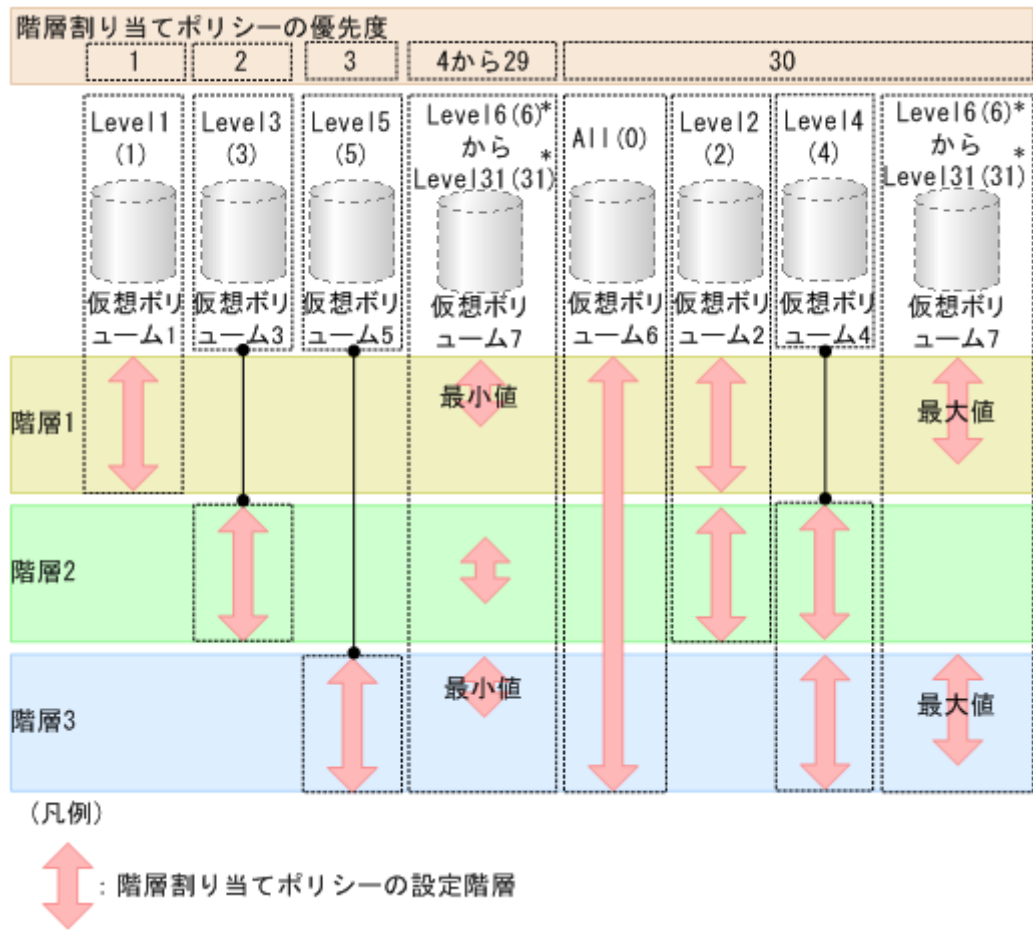 階層割り当てポリシーの優先度
1
2
3
4から29
30
Level1
(1)
仮想ボリ
ューム1
Level3
(3)
仮想ボリ
ューム3
Level5
(5)
仮想ボリ
ューム5
Level6(6)*
から
Level31(31)*
仮想ボリ
ューム7
All(0)
仮想ボリ
ューム6
Level2
(2)
仮想ボリ
ューム2
Level4
(4)
仮想ボリ
ューム4
Level6(6)*
から
Level31(31)*
仮想ボリ
ューム7
階層1
最小値
最大値
階層2
階層3
最小値
最大値
(凡例)
：階層割り当てポリシーの設定階層